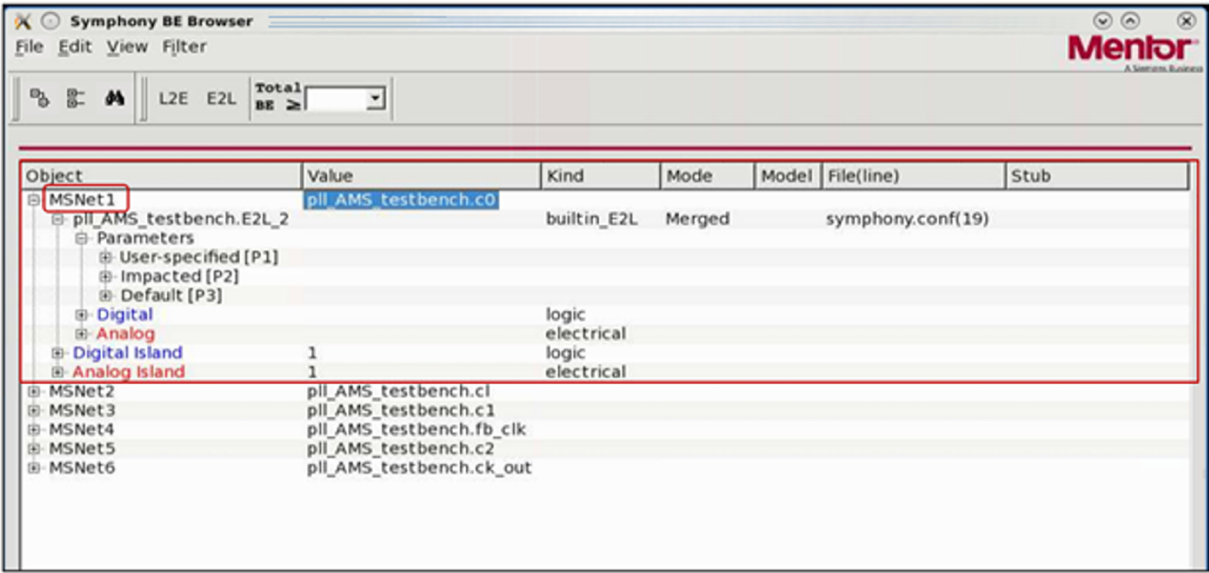 Symphony BE Browser
File Edit View Filter
Mentor
A Siemens Business
L2E E2L Total BE ≥
Object Value Kind Mode Model File(line) Stub
MSNet1 pll_AMS_testbench.c0
pll_AMS_testbench.E2L_2 builtin_E2L Merged symphony.conf(19)
Parameters
User-specified [P1]
Impacted [P2]
Default [P3]
Digital logic
Analog electrical
Digital Island 1 logic
Analog Island 1 electrical
MSNet2 pll_AMS_testbench.cl
MSNet3 pll_AMS_testbench.c1
MSNet4 pll_AMS_testbench.fb_clk
MSNet5 pll_AMS_testbench.c2
MSNet6 pll_AMS_testbench.ck_out